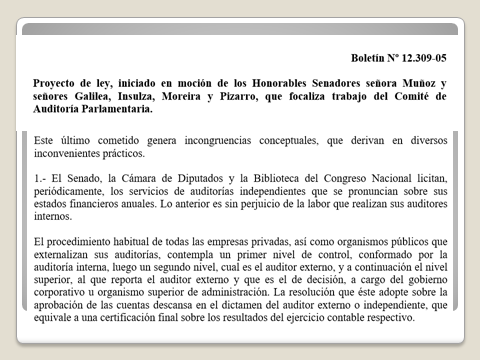 Boletín Nº 12.309-05
Proyecto de ley, iniciado en moción de los Honorables Senadores señora Muñoz y
señores Galilea, Insulza, Moreira y Pizarro, que focaliza trabajo del Comité de
Auditoría Parlamentaria.
Este último cometido genera incongruencias conceptuales, que derivan en diversos
inconvenientes prácticos.
1.- El Senado, la Cámara de Diputados y la Biblioteca del Congreso Nacional licitan,
periódicamente, los servicios de auditorías independientes que se pronuncian sobre sus
estados financieros anuales. Lo anterior es sin perjuicio de la labor que realizan sus auditores
internos.
El procedimiento habitual de todas las empresas privadas, así como organismos públicos que
externalizan sus auditorías, contempla un primer nivel de control, conformado por la
auditoría interna, luego un segundo nivel, cual es el auditor externo, y a continuación el nivel
superior, al que reporta el auditor externo y que es el de decisión, a cargo del gobierno
corporativo u organismo superior de administración. La resolución que éste adopte sobre la
aprobación de las cuentas descansa en el dictamen del auditor externo o independiente, que
equivale a una certificación final sobre los resultados del ejercicio contable respectivo.